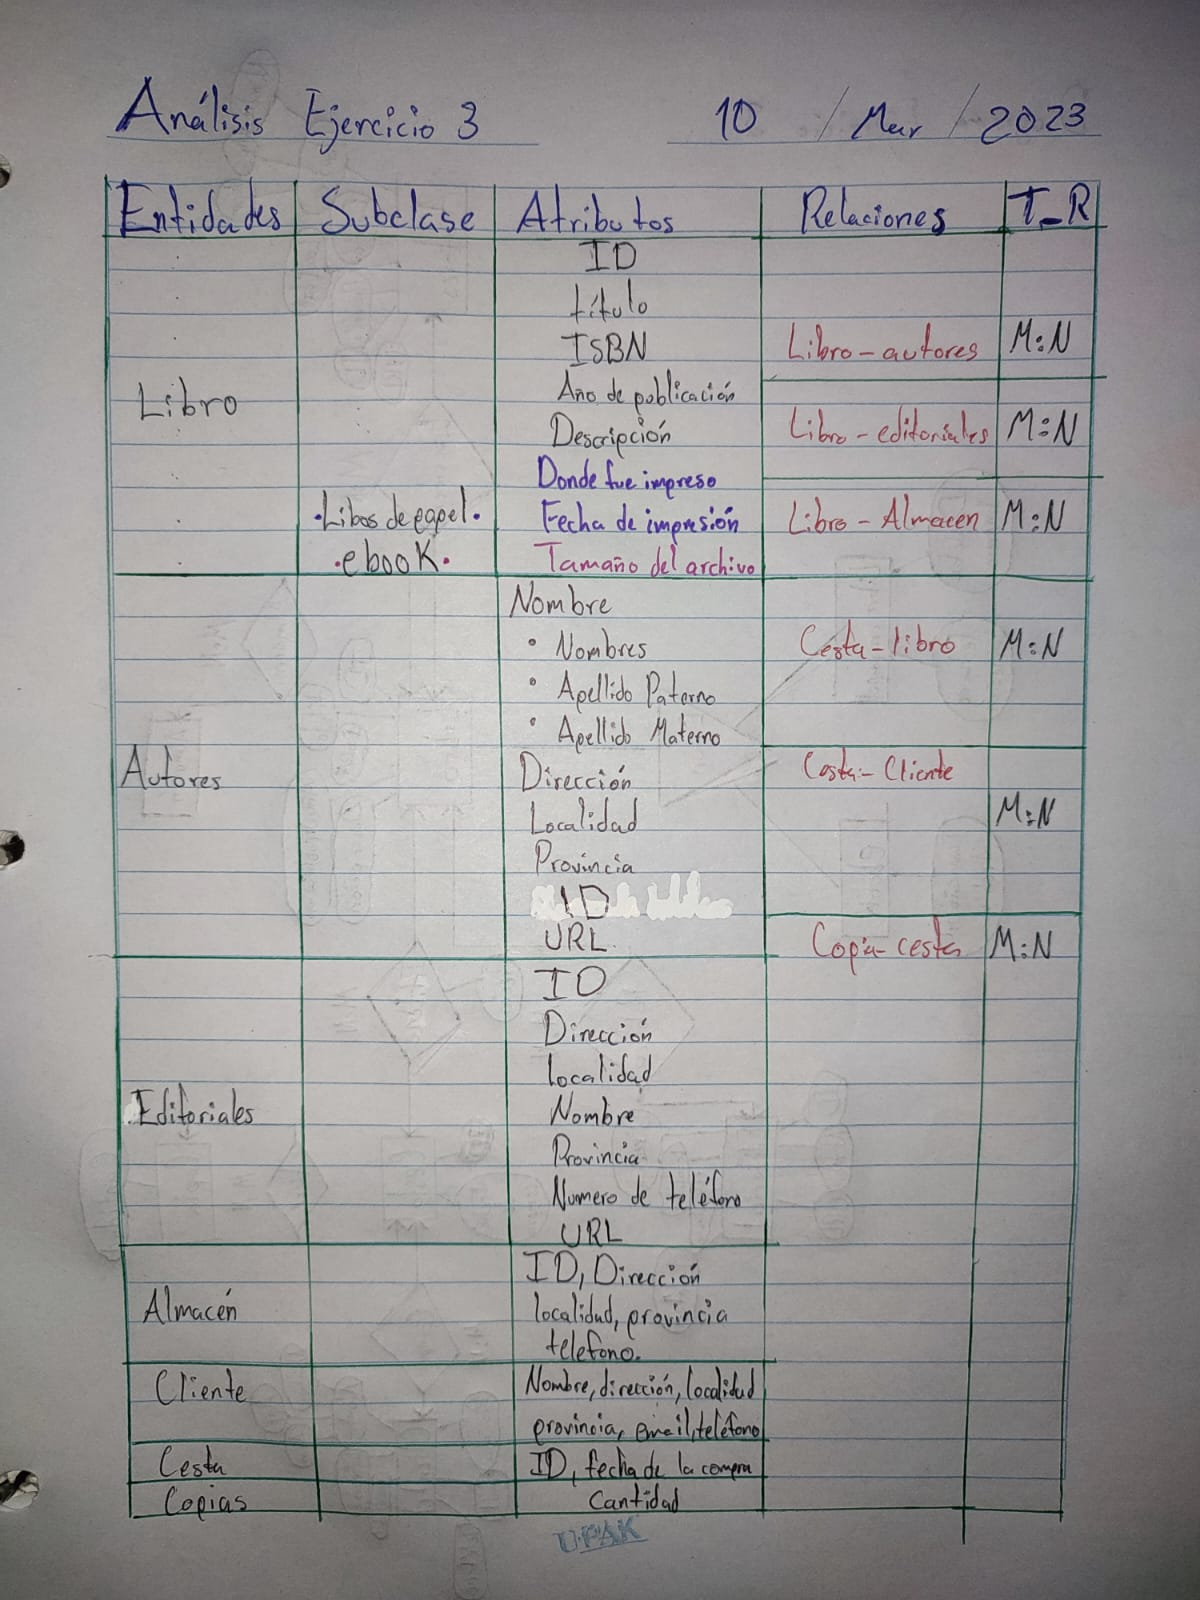 Análisis Ejercicio 3 10 / Mar / 2023
Entidades Subclase Atributos Relaciones T_R
ID
título
ISBN Libro-autores M:N
Año de publicación
Libro
Descripción Libro-editoriales M:N
Donde fue impreso
·Libos de papel· Fecha de impresión Libro-Almacen M:N
·ebook· Tamaño del archivo
Nombre
• Nombres Cesta-libro M:N
• Apellido Paterno
• Apellido Materno
Autores Dirección Cesta-Cliente
Localidad M:N
Provincia
ID
URL Copia-cesta M:N
ID
Dirección
localidad
Editoriales Nombre
Provincia
Numero de teléfono
URL
ID, Dirección
Almacén localidad, provincia
telefono.
Cliente Nombre, dirección, localidad
provincia, email, teléfono
Cesta ID, fecha de la compra
Copias Cantidad
UPAK